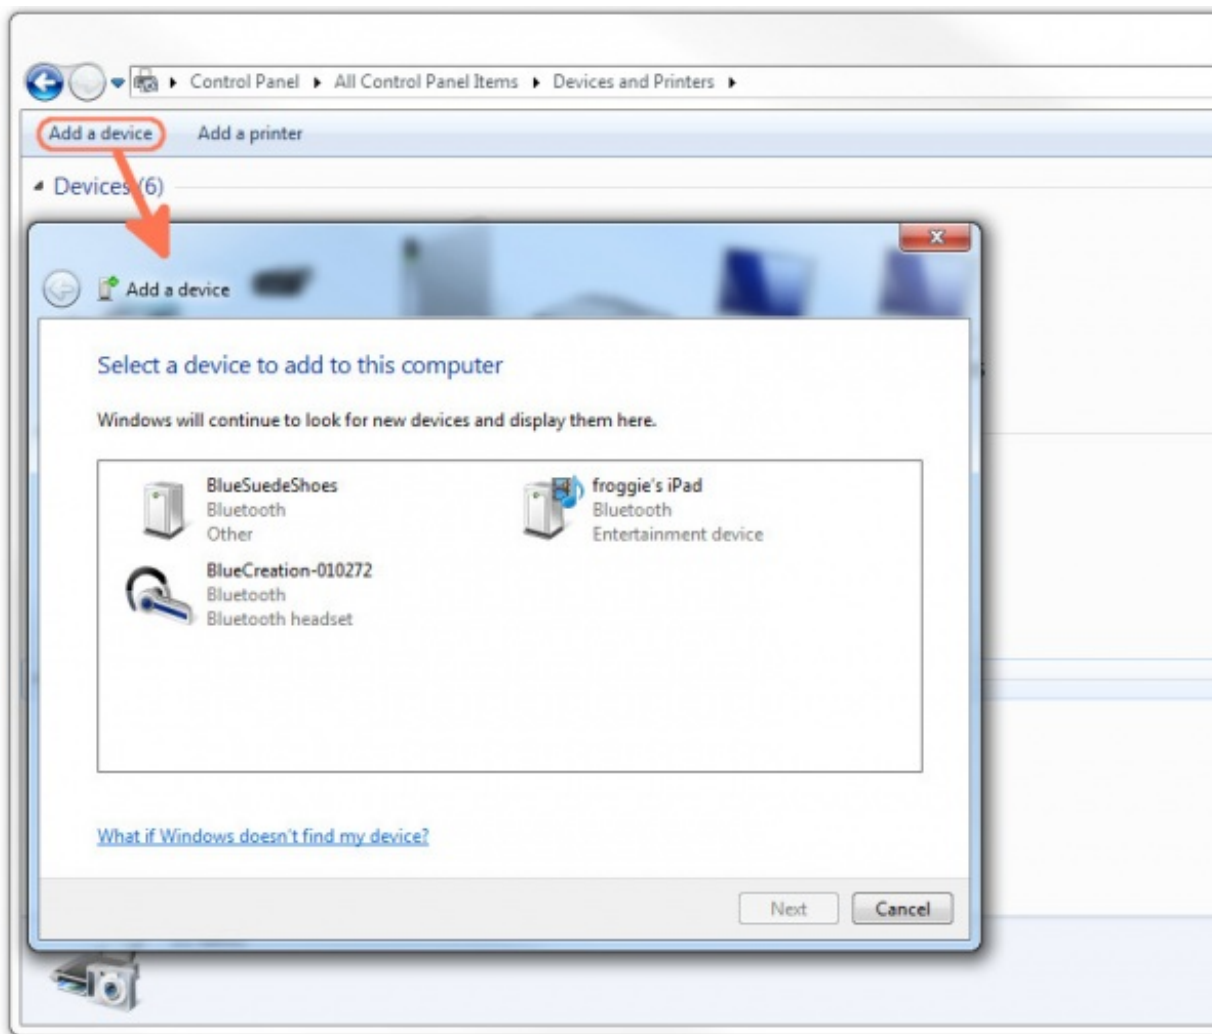 Control Panel All Control Panel Items Devices and Printers
Add a device Add a printer
Devices (6)
Add a device
Select a device to add to this computer
Windows will continue to look for new devices and display them here.
BlueSuedeShoes
Bluetooth
Other
froggie's iPad
Bluetooth
Entertainment device
BlueCreation-010272
Bluetooth
Bluetooth headset
What if Windows doesn't find my device?
Next Cancel